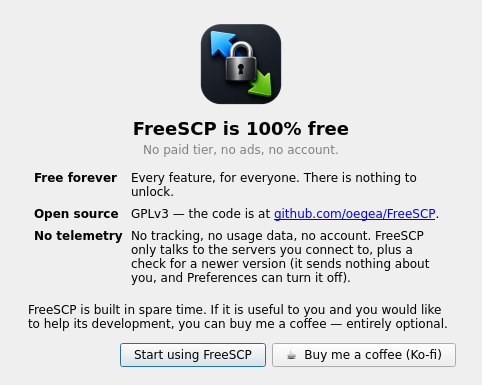 FreeSCP is 100% free
No paid tier, no ads, no account.
Free forever Every feature, for everyone. There is nothing to
unlock.
Open source GPLv3 — the code is at github.com/oegea/FreeSCP.
No telemetry No tracking, no usage data, no account. FreeSCP
only talks to the servers you connect to, plus a
check for a newer version (it sends nothing about
you, and Preferences can turn it off).
FreeSCP is built in spare time. If it is useful to you and you would like
to help its development, you can buy me a coffee — entirely optional.
Start using FreeSCP
☕ Buy me a coffee (Ko-fi)